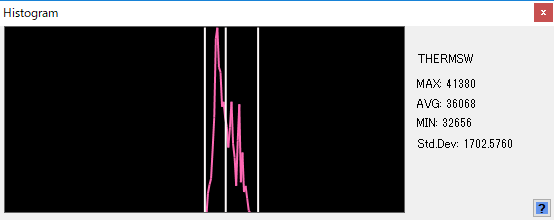 Histogram
x
THERMSW
MAX: 41380
AVG: 36068
MIN: 32656
Std.Dev: 1702.5760
?